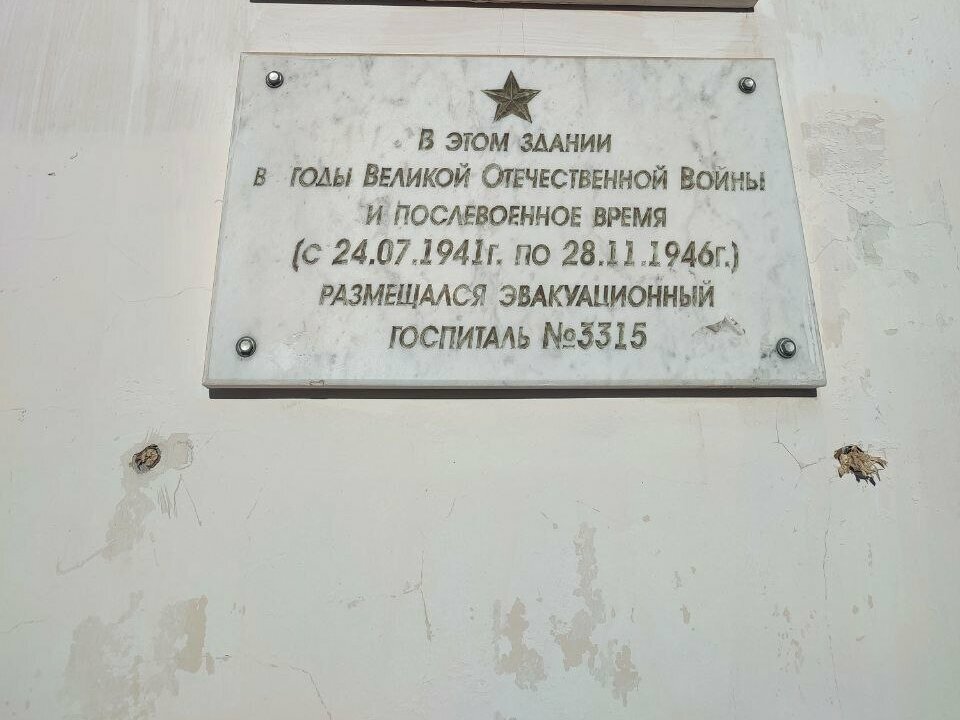 В ЭТОМ ЗДАНИИ
В ГОДЫ ВЕЛИКОЙ ОТЕЧЕСТВЕННОЙ ВОЙНЫ
И ПОСЛЕВОЕННОЕ ВРЕМЯ
(С 24.07.1941Г. ПО 28.11.1946Г.)
РАЗМЕЩАЛСЯ ЭВАКУАЦИОННЫЙ
ГОСПИТАЛЬ №3315